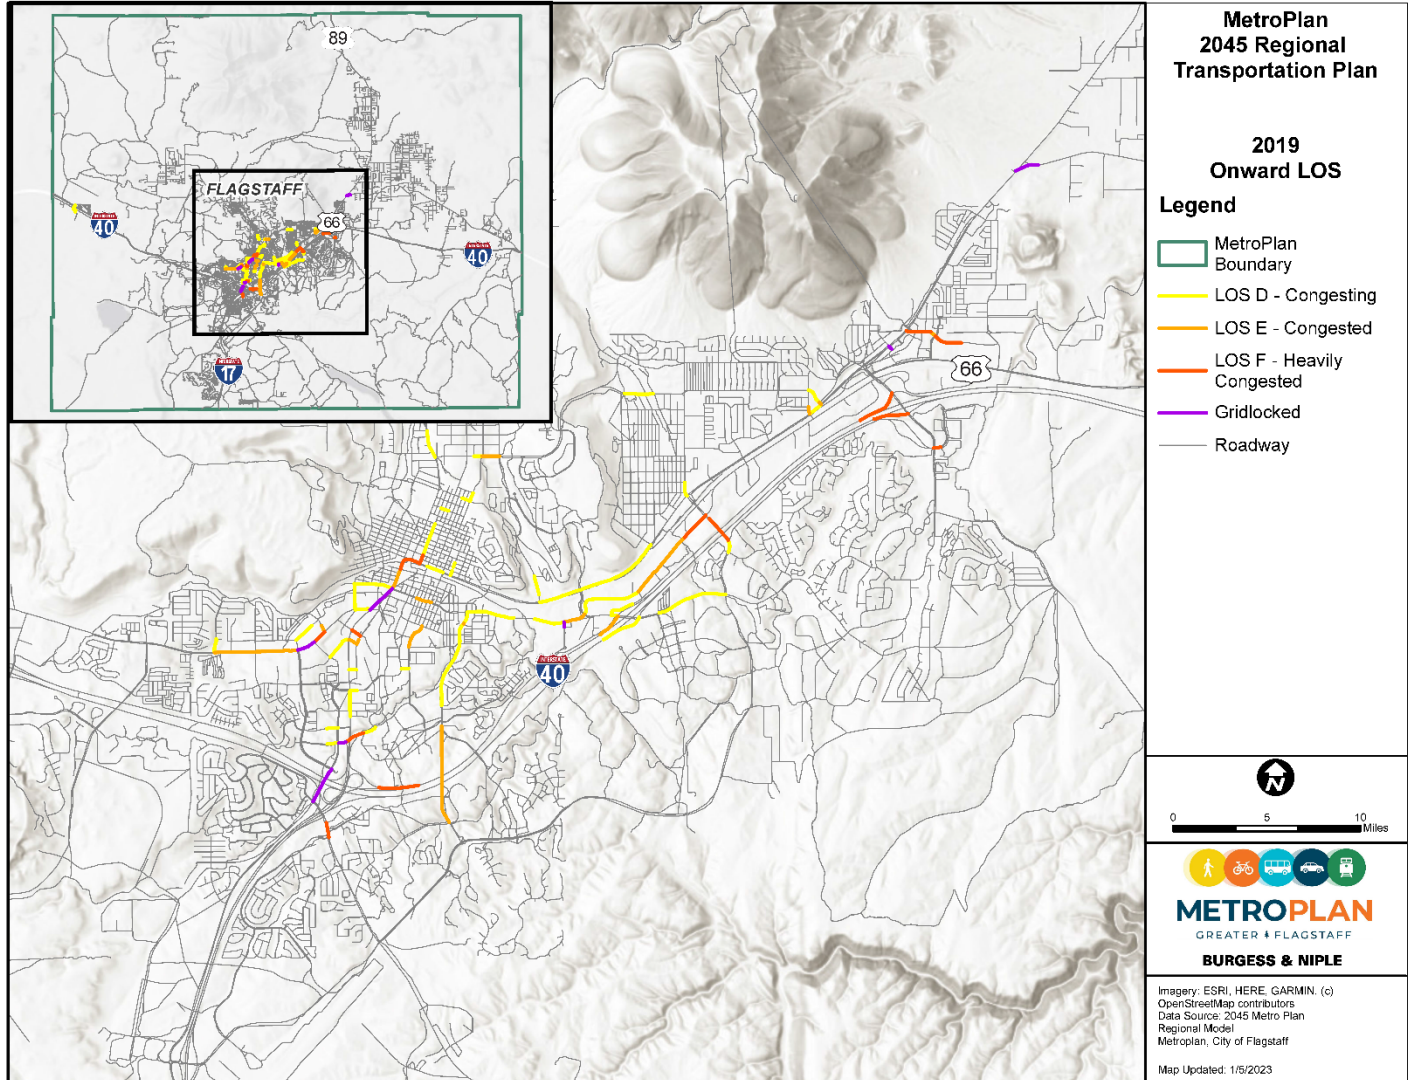 MetroPlan
2045 Regional
Transportation Plan
2019
Onward LOS
Legend
MetroPlan
Boundary
LOS D - Congesting
LOS E - Congested
LOS F - Heavily
Congested
Gridlocked
Roadway
N
0 5 10
Miles
METROPLAN
GREATER FLAGSTAFF
BURGESS & NIPLE
Imagery: ESRI, HERE, GARMIN, (c)
OpenStreetMap contributors
Data Source: 2045 Metro Plan
Regional Model
Metroplan, City of Flagstaff
Map Updated: 1/5/2023
89
FLAGSTAFF
66
40
40
17
66
INTERSTATE
40